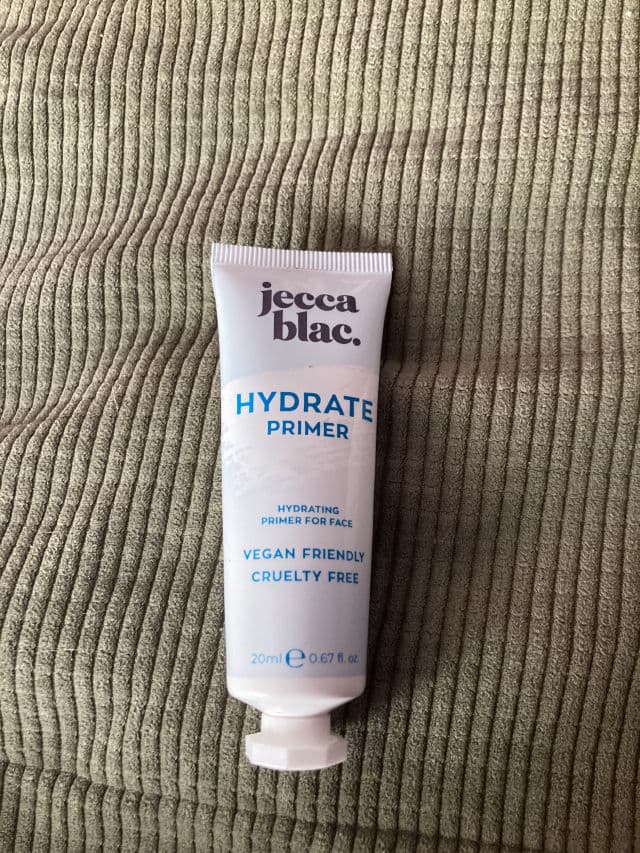 jecca
blac.
HYDRATE
PRIMER
HYDRATING
PRIMER FOR FACE
VEGAN FRIENDLY
CRUELTY FREE
20ml ℮ 0.67 fl. oz